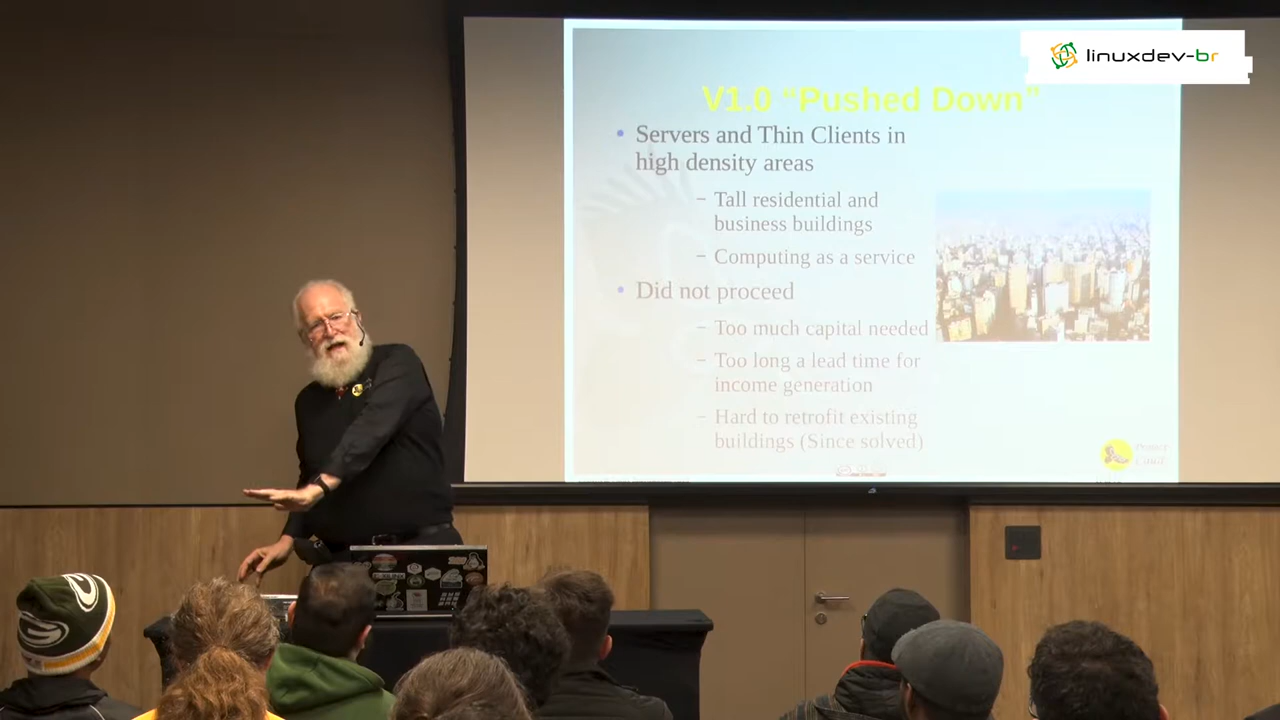 linuxdev-br
V1.0 “Pushed Down”
• Servers and Thin Clients in
high density areas
– Tall residential and
business buildings
– Computing as a service
• Did not proceed
– Too much capital needed
– Too long a lead time for
income generation
– Hard to retrofit existing
buildings (Since solved)